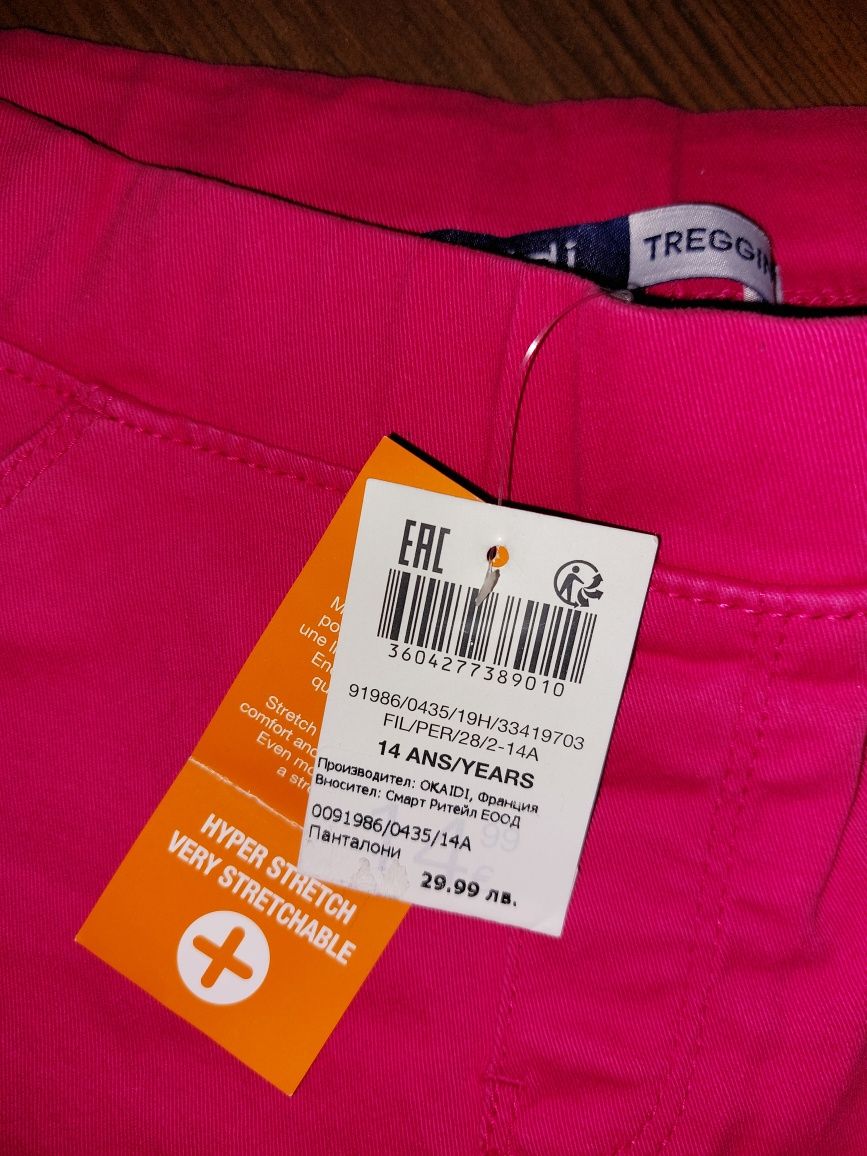 TREGGIN
EAC
3604277389010
91986/0435/19H/33419703
FIL/PER/28/2-14A
14 ANS/YEARS
Производител: OKAIDI, Франция
Вносител: Смарт Ритейл ЕООД
0091986/0435/14A
Панталони
29.99 лв.
une
Stretch
comfort and
Even
a
HYPER STRETCH
VERY STRETCHABLE